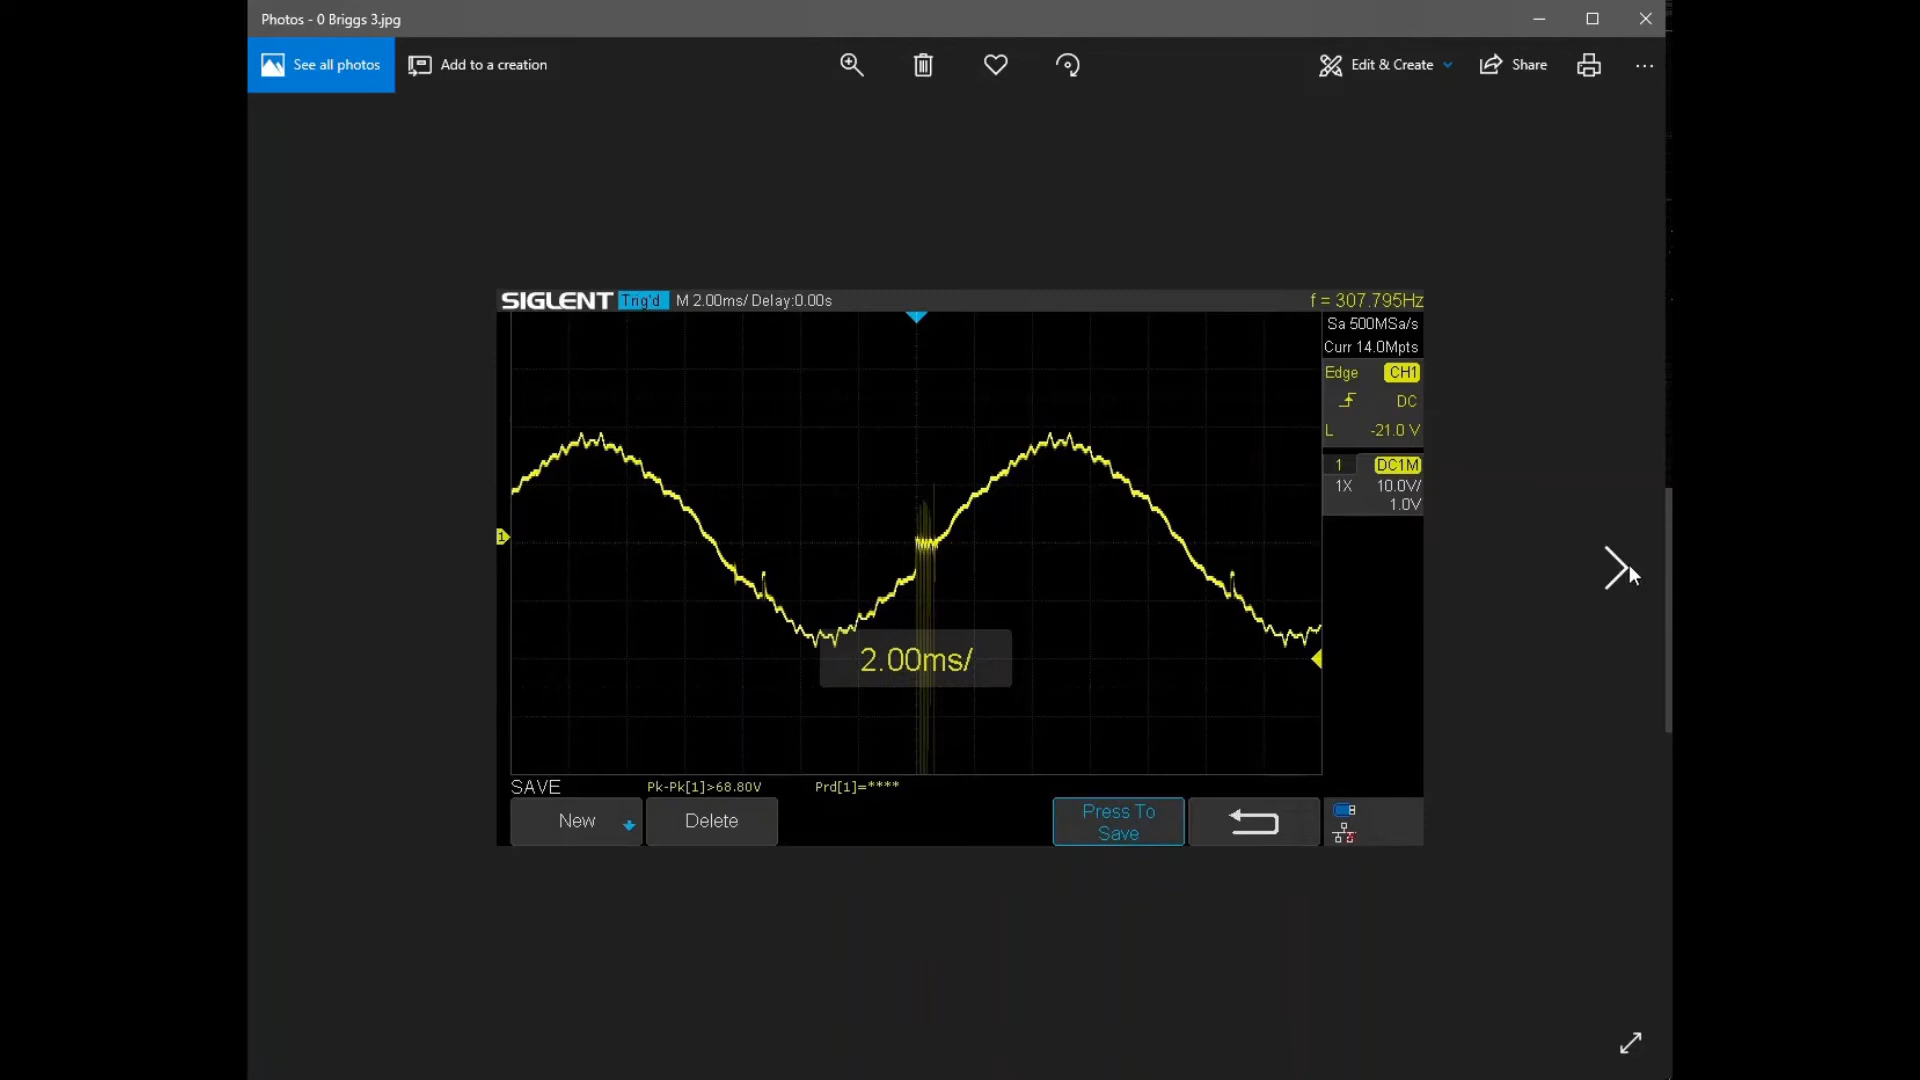 Photos - 0 Briggs 3.jpg
See all photos
Add to a creation
Edit & Create
Share
SIGLENT Trig'd M 2.00ms/ Delay:0.00s f = 307.795Hz
Sa 500MSa/s
Curr 14.0Mpts
Edge CH1
DC
L -21.0 V
1 DC1M
1X 10.0V/
1.0V
1
2.00ms/
SAVE Pk-Pk[1]>68.80V Prd[1]=****
New Delete Press To
Save